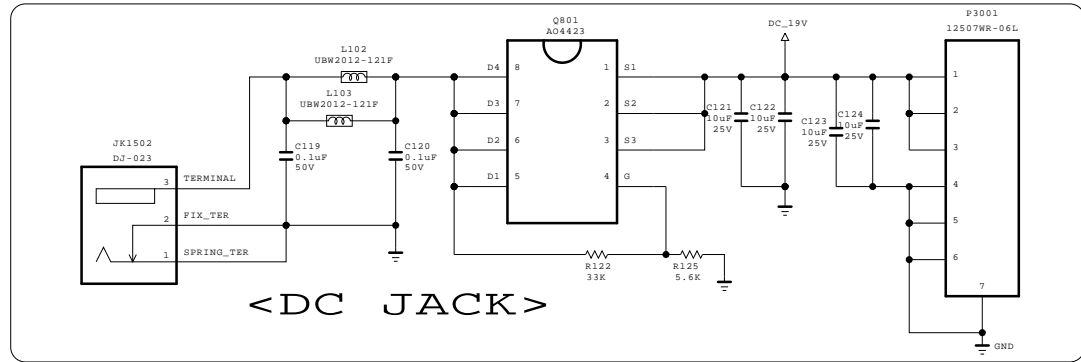 Q801
AO4423
DC_19V
P3001
12507WR-06L
L102
UBW2012-121F
D4
8
1
S1
1
L103
UBW2012-121F
D3
7
2
S2
2
C121
10uF
25V
C122
10uF
25V
C123
10uF
25V
C124
10uF
25V
JK1502
DJ-023
C119
0.1uF
50V
C120
0.1uF
50V
D2
6
3
S3
3
D1
5
4
G
4
3
TERMINAL
2
FIX_TER
1
SPRING_TER
5
6
R122
33K
R125
5.6K
7
<DC JACK>
GND